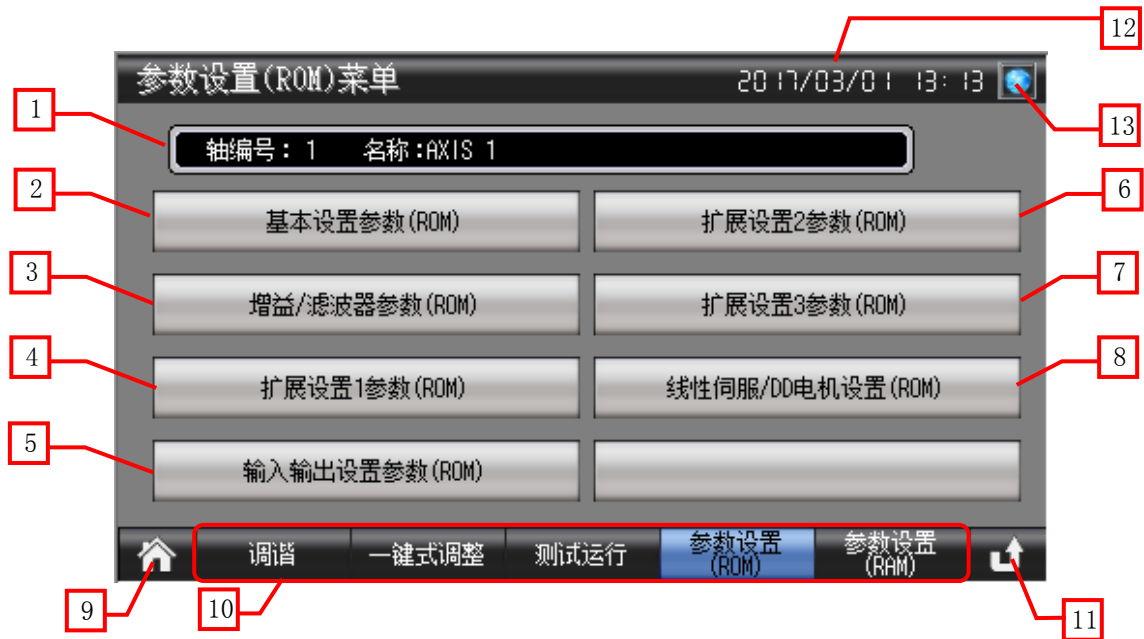 12
参数设置(ROM)菜单 2017/03/01 13:13
13
1
轴编号：1 名称:AXIS 1
2
基本设置参数(ROM)
扩展设置2参数(ROM)
6
3
增益/滤波器参数(ROM)
扩展设置3参数(ROM)
7
4
扩展设置1参数(ROM)
线性伺服/DD电机设置(ROM)
8
5
输入输出设置参数(ROM)
调谐
一键式调整
测试运行
参数设置
(ROM)
参数设置
(RAM)
9
10
11